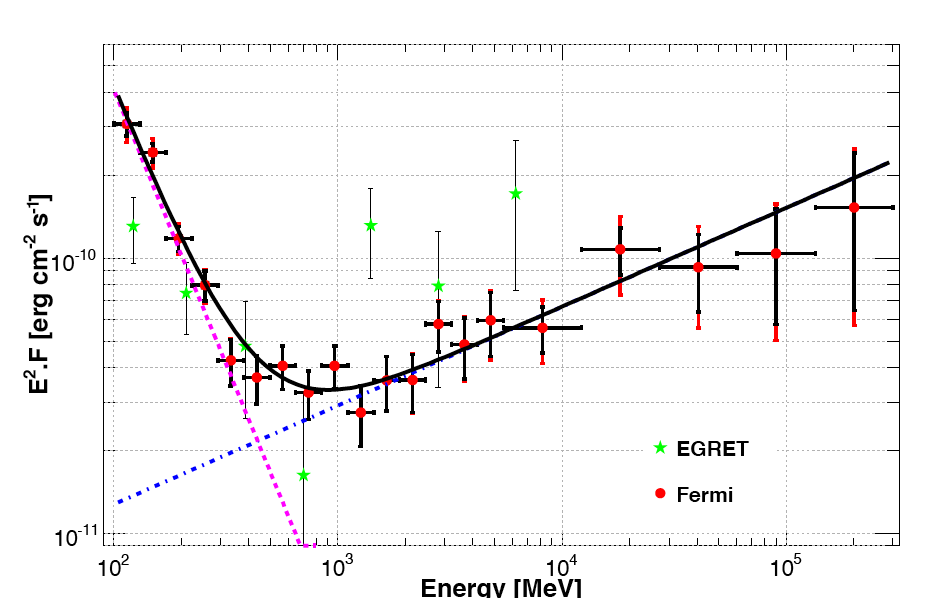 E².F [erg cm⁻² s⁻¹]
10⁻¹⁰
10⁻¹¹
EGRET
Fermi
10² 10³ 10⁴ 10⁵
Energy [MeV]